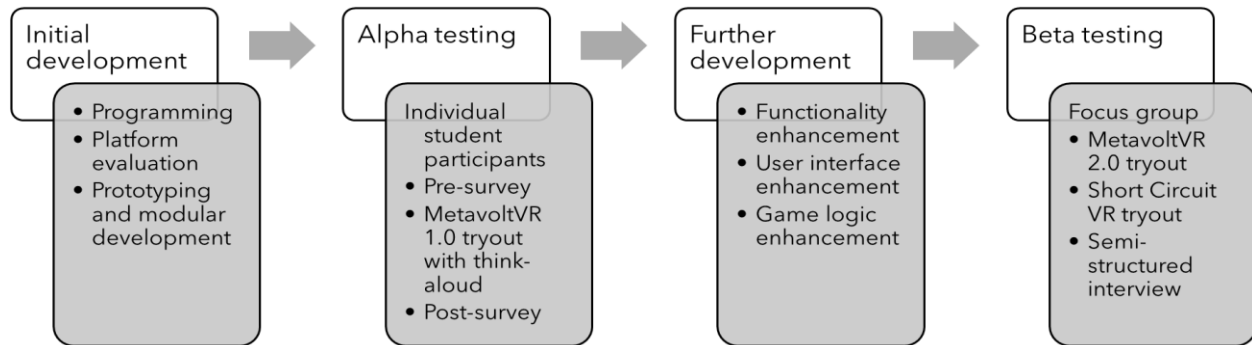 Initial
development
• Programming
• Platform
evaluation
• Prototyping
and modular
development
Alpha testing
Individual
student
participants
• Pre-survey
• MetavoltVR
1.0 tryout
with think-
aloud
• Post-survey
Further
development
• Functionality
enhancement
• User interface
enhancement
• Game logic
enhancement
Beta testing
Focus group
• MetavoltVR
2.0 tryout
• Short Circuit
VR tryout
• Semi-
structured
interview